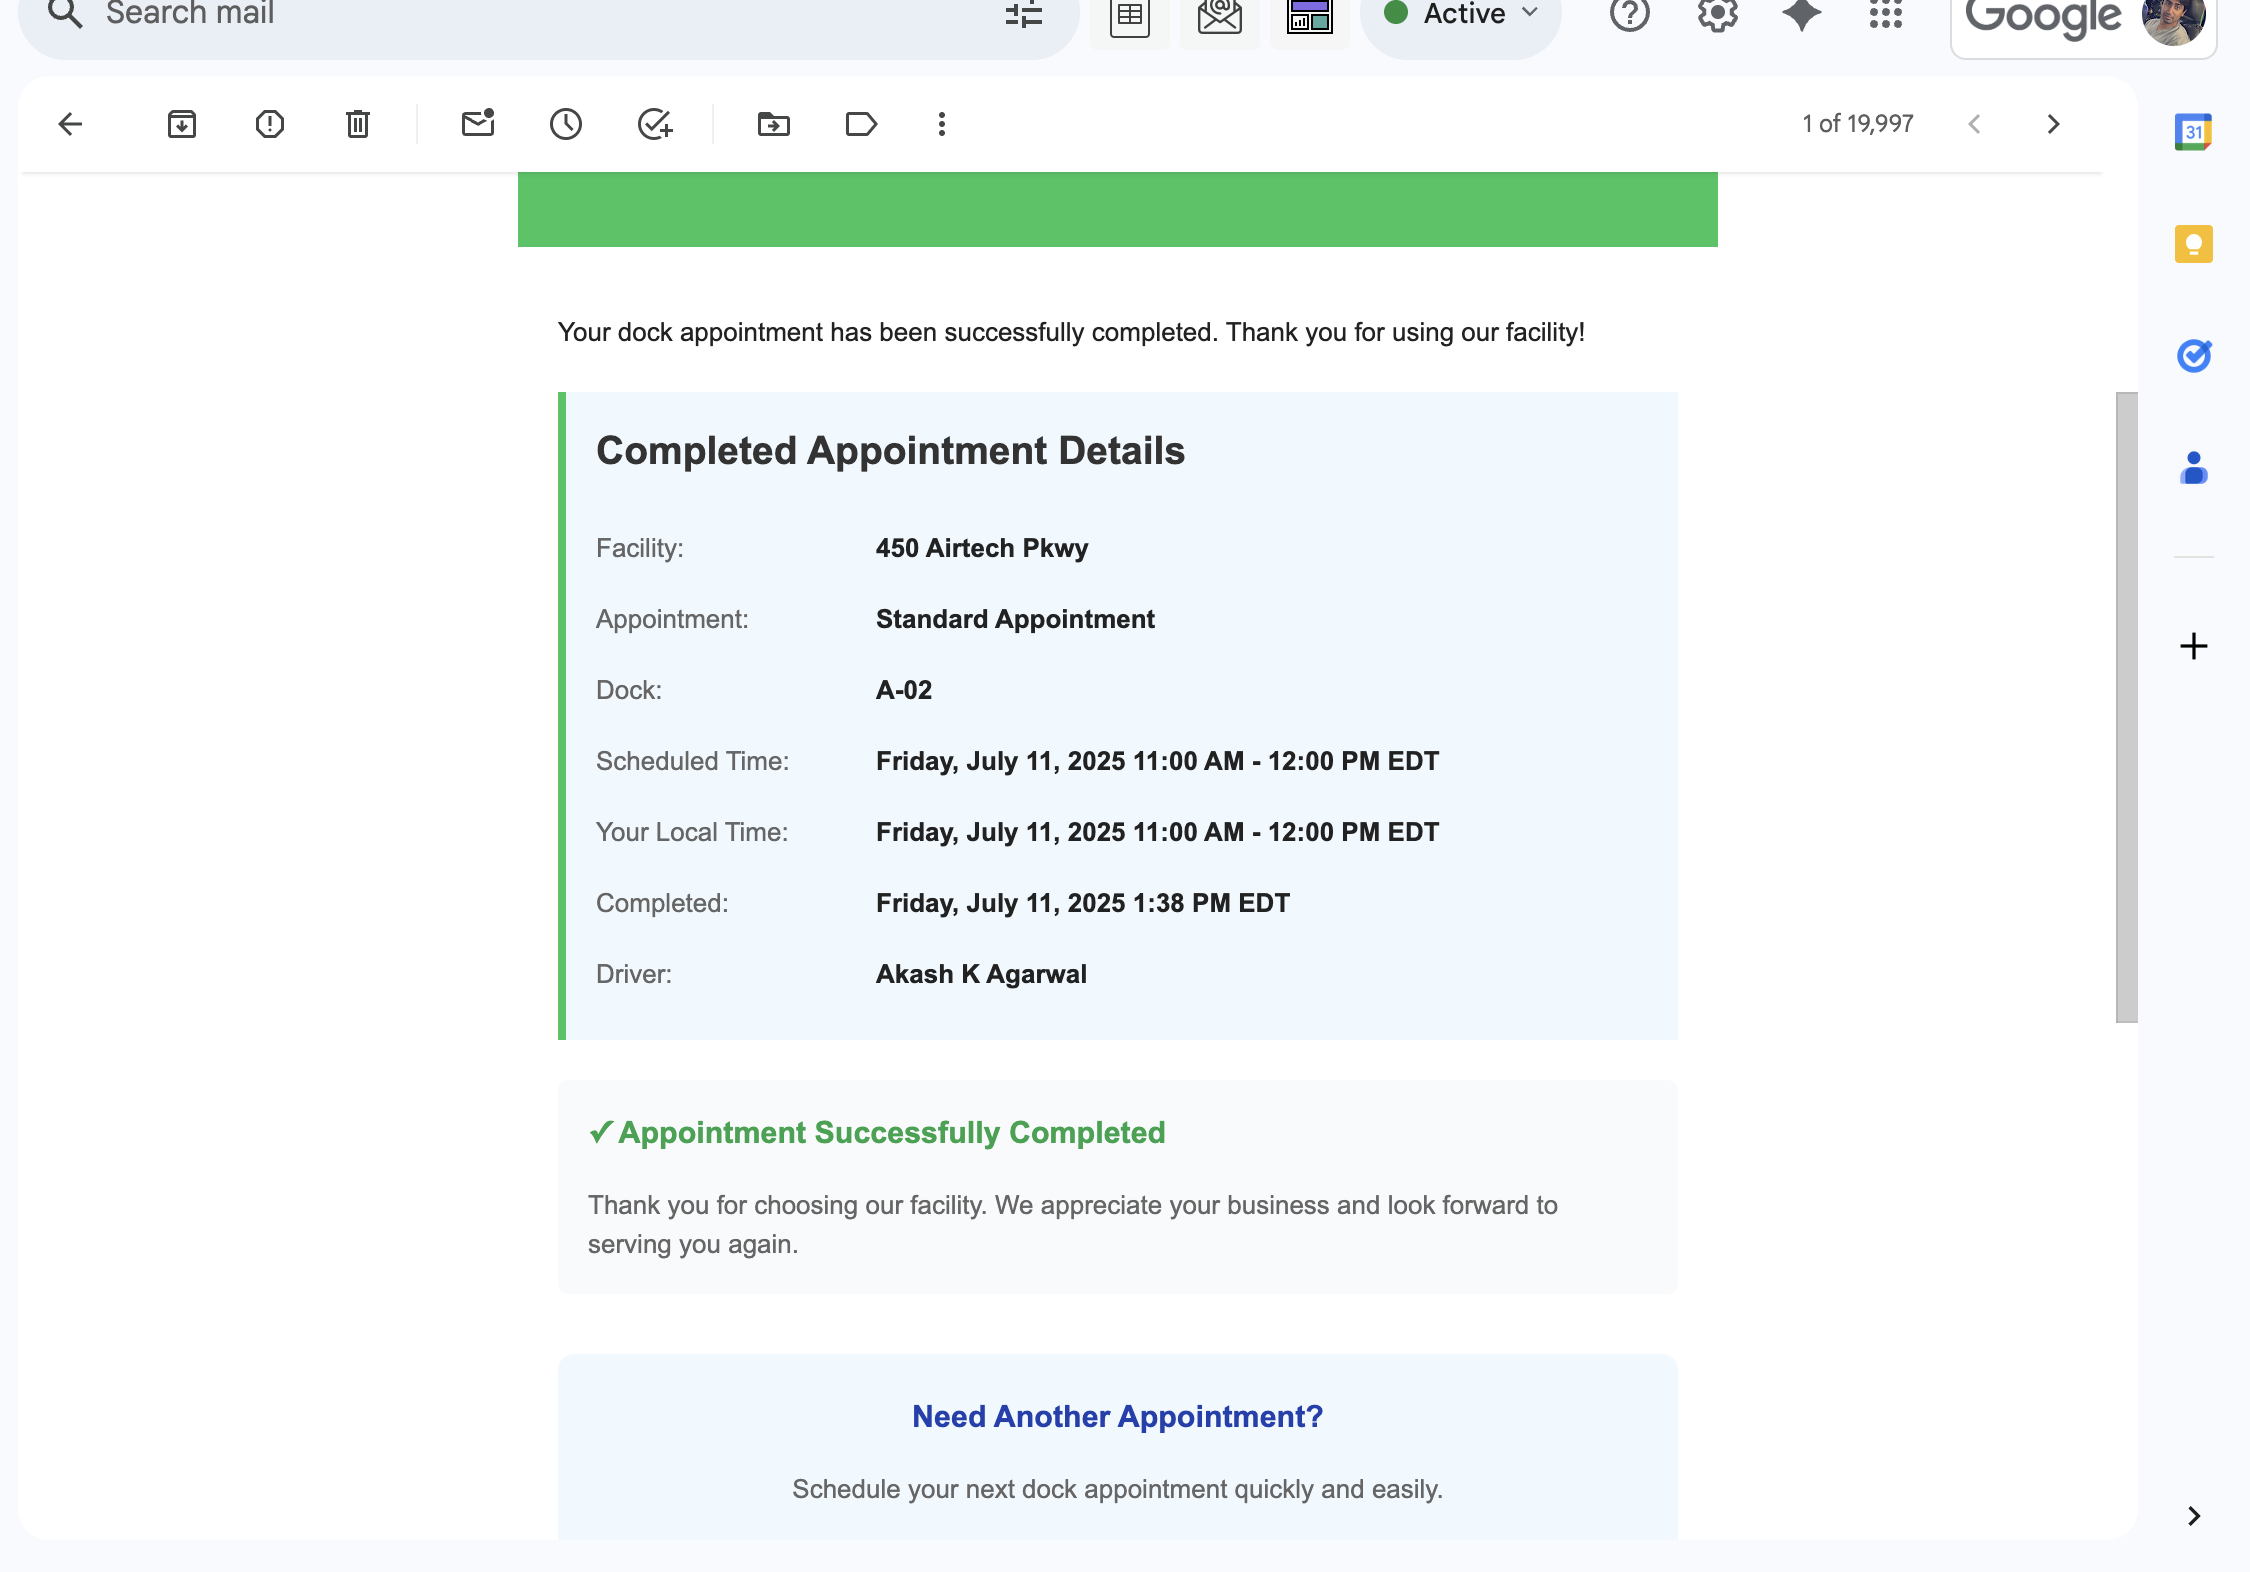 Search mail
Active
Google
1 of 19,997
31
Your dock appointment has been successfully completed. Thank you for using our facility!
Completed Appointment Details
Facility: 450 Airtech Pkwy
Appointment: Standard Appointment
Dock: A-02
Scheduled Time: Friday, July 11, 2025 11:00 AM - 12:00 PM EDT
Your Local Time: Friday, July 11, 2025 11:00 AM - 12:00 PM EDT
Completed: Friday, July 11, 2025 1:38 PM EDT
Driver: Akash K Agarwal
✓ Appointment Successfully Completed
Thank you for choosing our facility. We appreciate your business and look forward to
serving you again.
Need Another Appointment?
Schedule your next dock appointment quickly and easily.